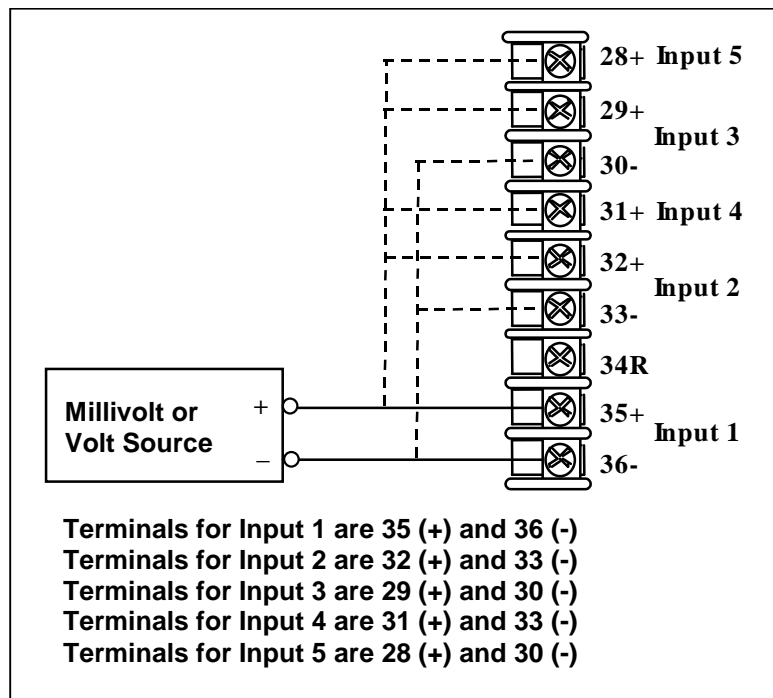 28+ Input 5
29+
Input 3
30-
31+ Input 4
32+
Input 2
33-
34R
35+
Input 1
36-
Millivolt or +
Volt Source –
Terminals for Input 1 are 35 (+) and 36 (-)
Terminals for Input 2 are 32 (+) and 33 (-)
Terminals for Input 3 are 29 (+) and 30 (-)
Terminals for Input 4 are 31 (+) and 33 (-)
Terminals for Input 5 are 28 (+) and 30 (-)